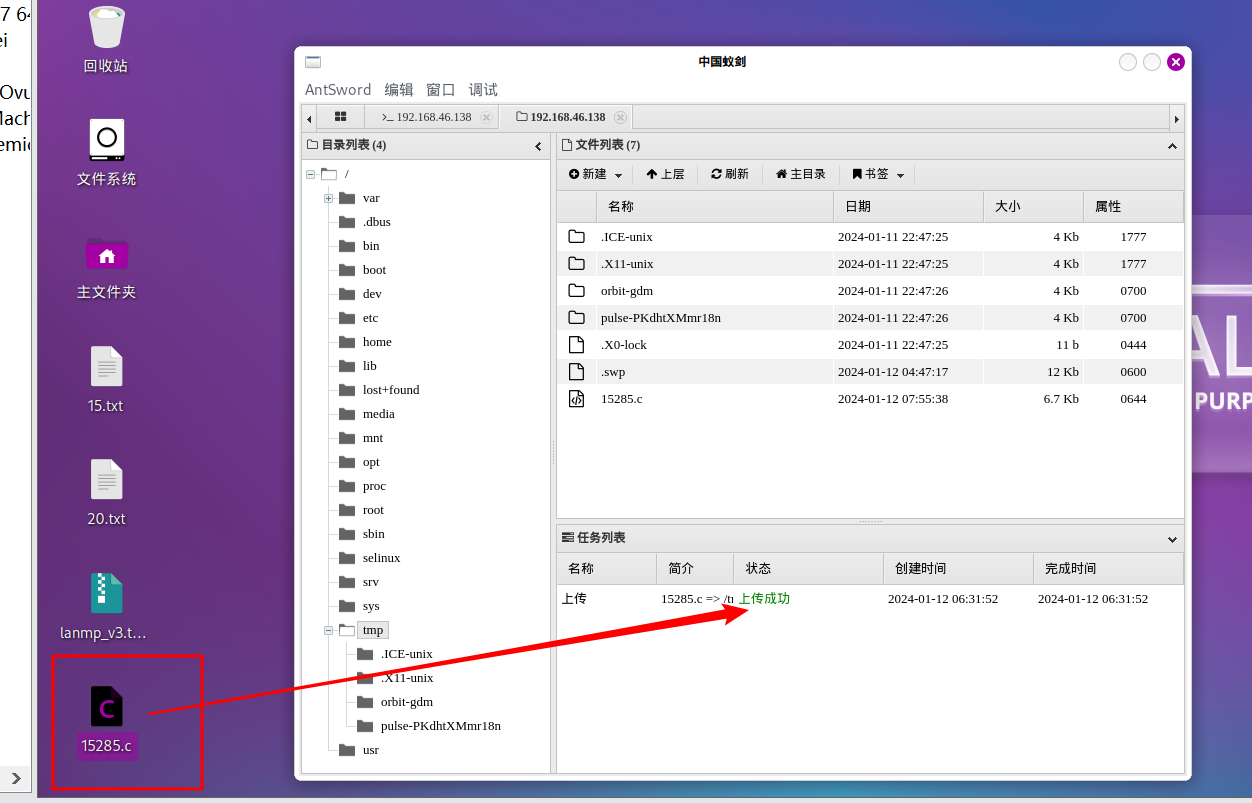 7 64
ei
Ovu
Mach
emic
回收站
文件系统
主文件夹
15.txt
20.txt
lanmp_v3.t...
15285.c
中国蚁剑
AntSword 编辑 窗口 调试
>_ 192.168.46.138
192.168.46.138
目录列表 (4)
/
var
.dbus
bin
boot
dev
etc
home
lib
lost+found
media
mnt
opt
proc
root
sbin
selinux
srv
sys
tmp
.ICE-unix
.X11-unix
orbit-gdm
pulse-PKdhtXMmr18n
usr
文件列表 (7)
新建 上层 刷新 主目录 书签
名称 日期 大小 属性
.ICE-unix 2024-01-11 22:47:25 4 Kb 1777
.X11-unix 2024-01-11 22:47:25 4 Kb 1777
orbit-gdm 2024-01-11 22:47:26 4 Kb 0700
pulse-PKdhtXMmr18n 2024-01-11 22:47:26 4 Kb 0700
.X0-lock 2024-01-11 22:47:25 11 b 0444
.swp 2024-01-12 04:47:17 12 Kb 0600
15285.c 2024-01-12 07:55:38 6.7 Kb 0644
任务列表
名称 简介 状态 创建时间 完成时间
上传 15285.c => /t 上传成功 2024-01-12 06:31:52 2024-01-12 06:31:52
AL
PURP